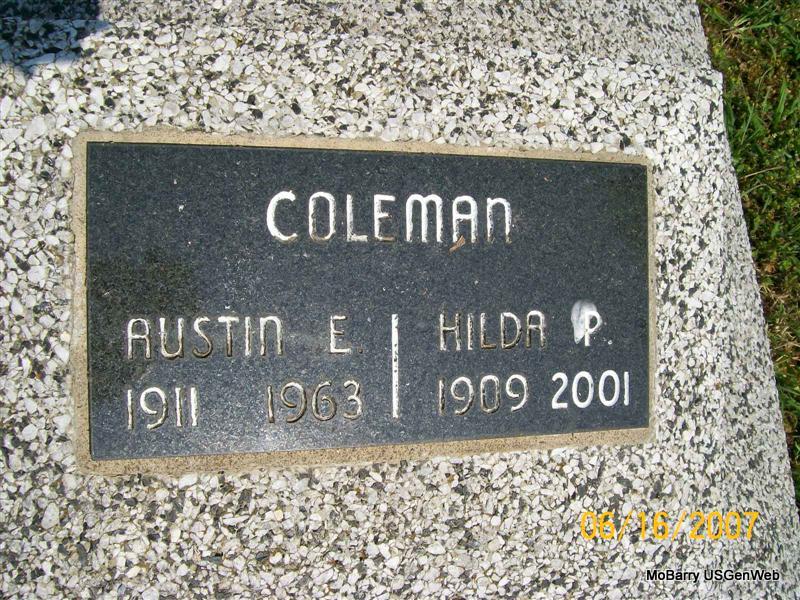 COLEMAN
AUSTIN E. HILDA P.
1911 1963 1909 2001
06/16/2007
MoBarry USGenWeb